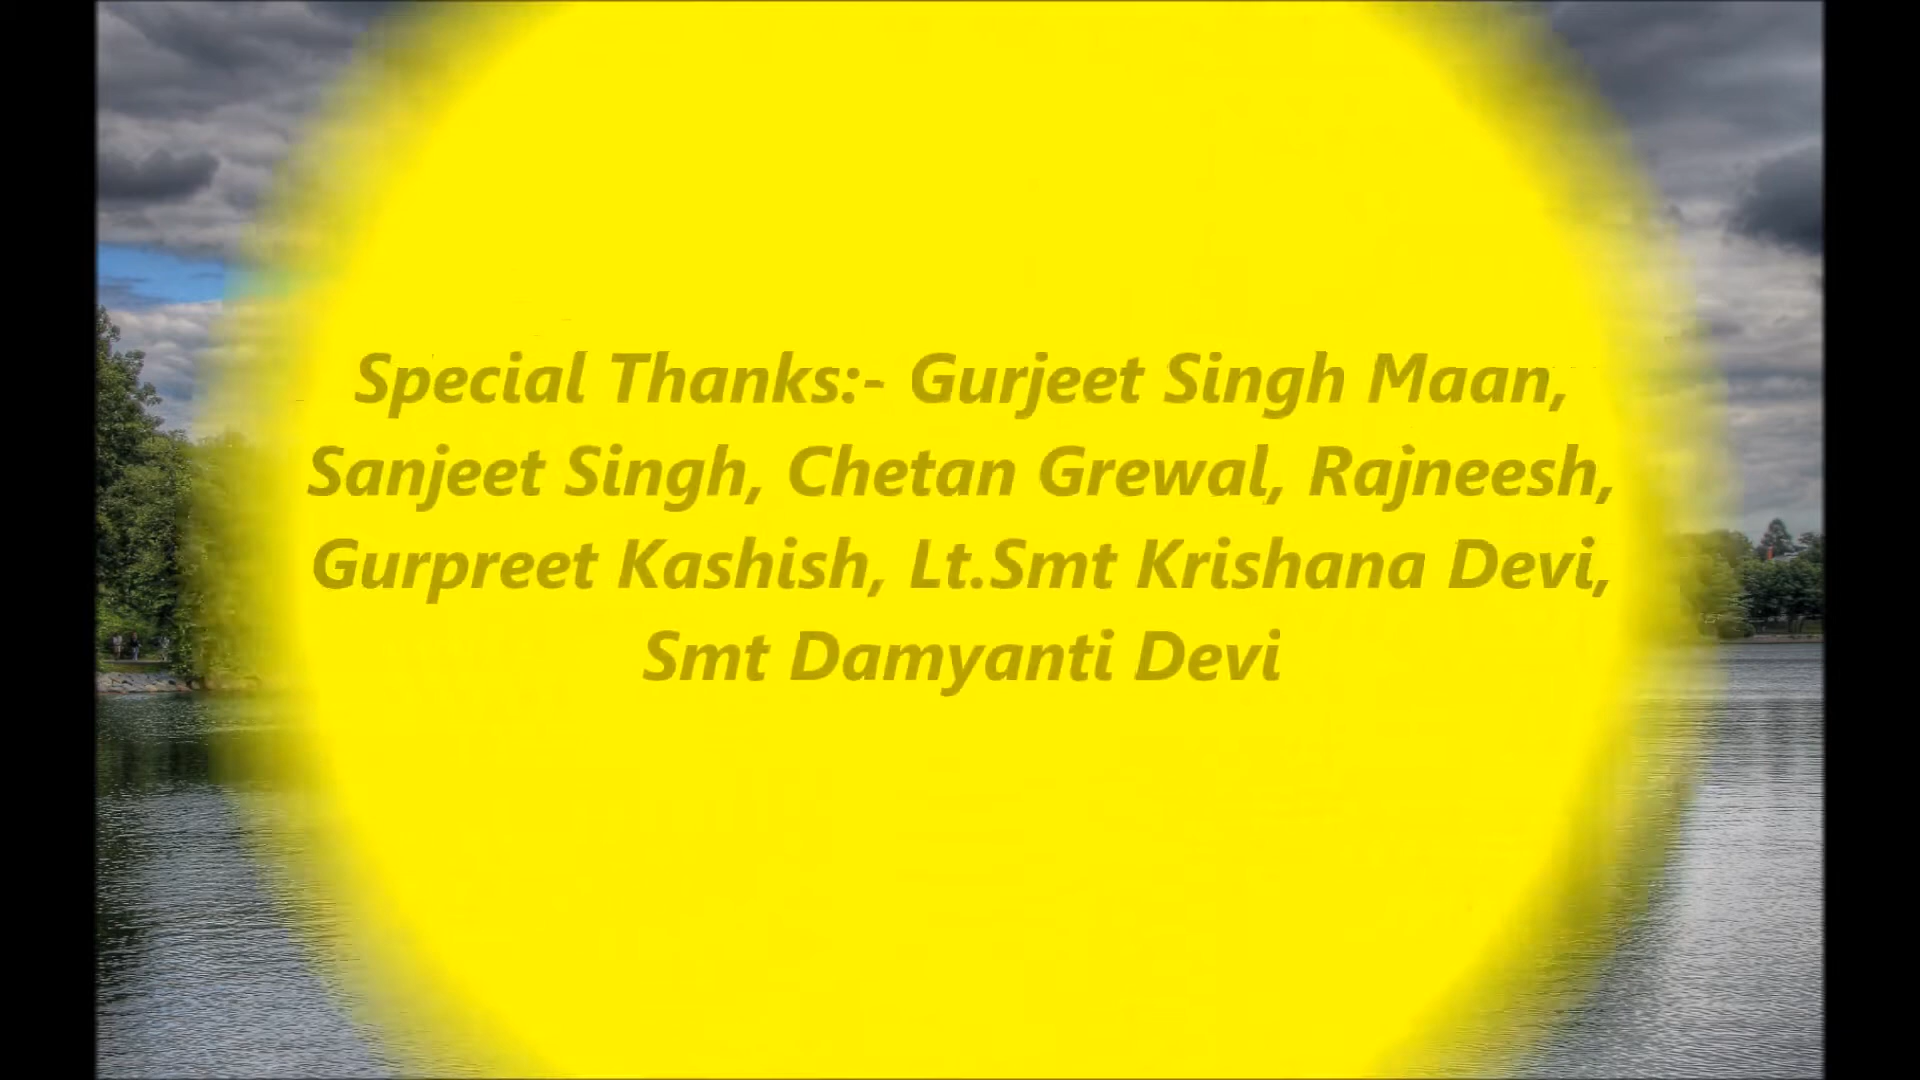 Special Thanks:- Gurjeet Singh Maan,
Sanjeet Singh, Chetan Grewal, Rajneesh,
Gurpreet Kashish, Lt.Smt Krishana Devi,
Smt Damyanti Devi